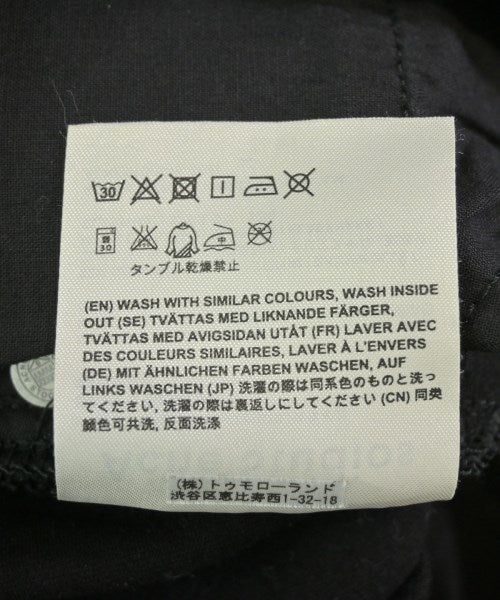 30
弱
30
中
タンブル乾燥禁止
(EN) WASH WITH SIMILAR COLOURS, WASH INSIDE
OUT (SE) TVÄTTAS MED LIKNANDE FÄRGER,
TVÄTTAS MED AVIGSIDAN UTÅT (FR) LAVER AVEC
DES COULEURS SIMILAIRES, LAVER À L'ENVERS
(DE) MIT ÄHNLICHEN FARBEN WASCHEN, AUF
LINKS WASCHEN (JP) 洗濯の際は同系色のものと洗っ
てください, 洗濯の際は裏返しにしてください (CN) 同类
颜色可共洗, 反面洗涤
(株) トゥモローランド
渋谷区恵比寿西1-32-18